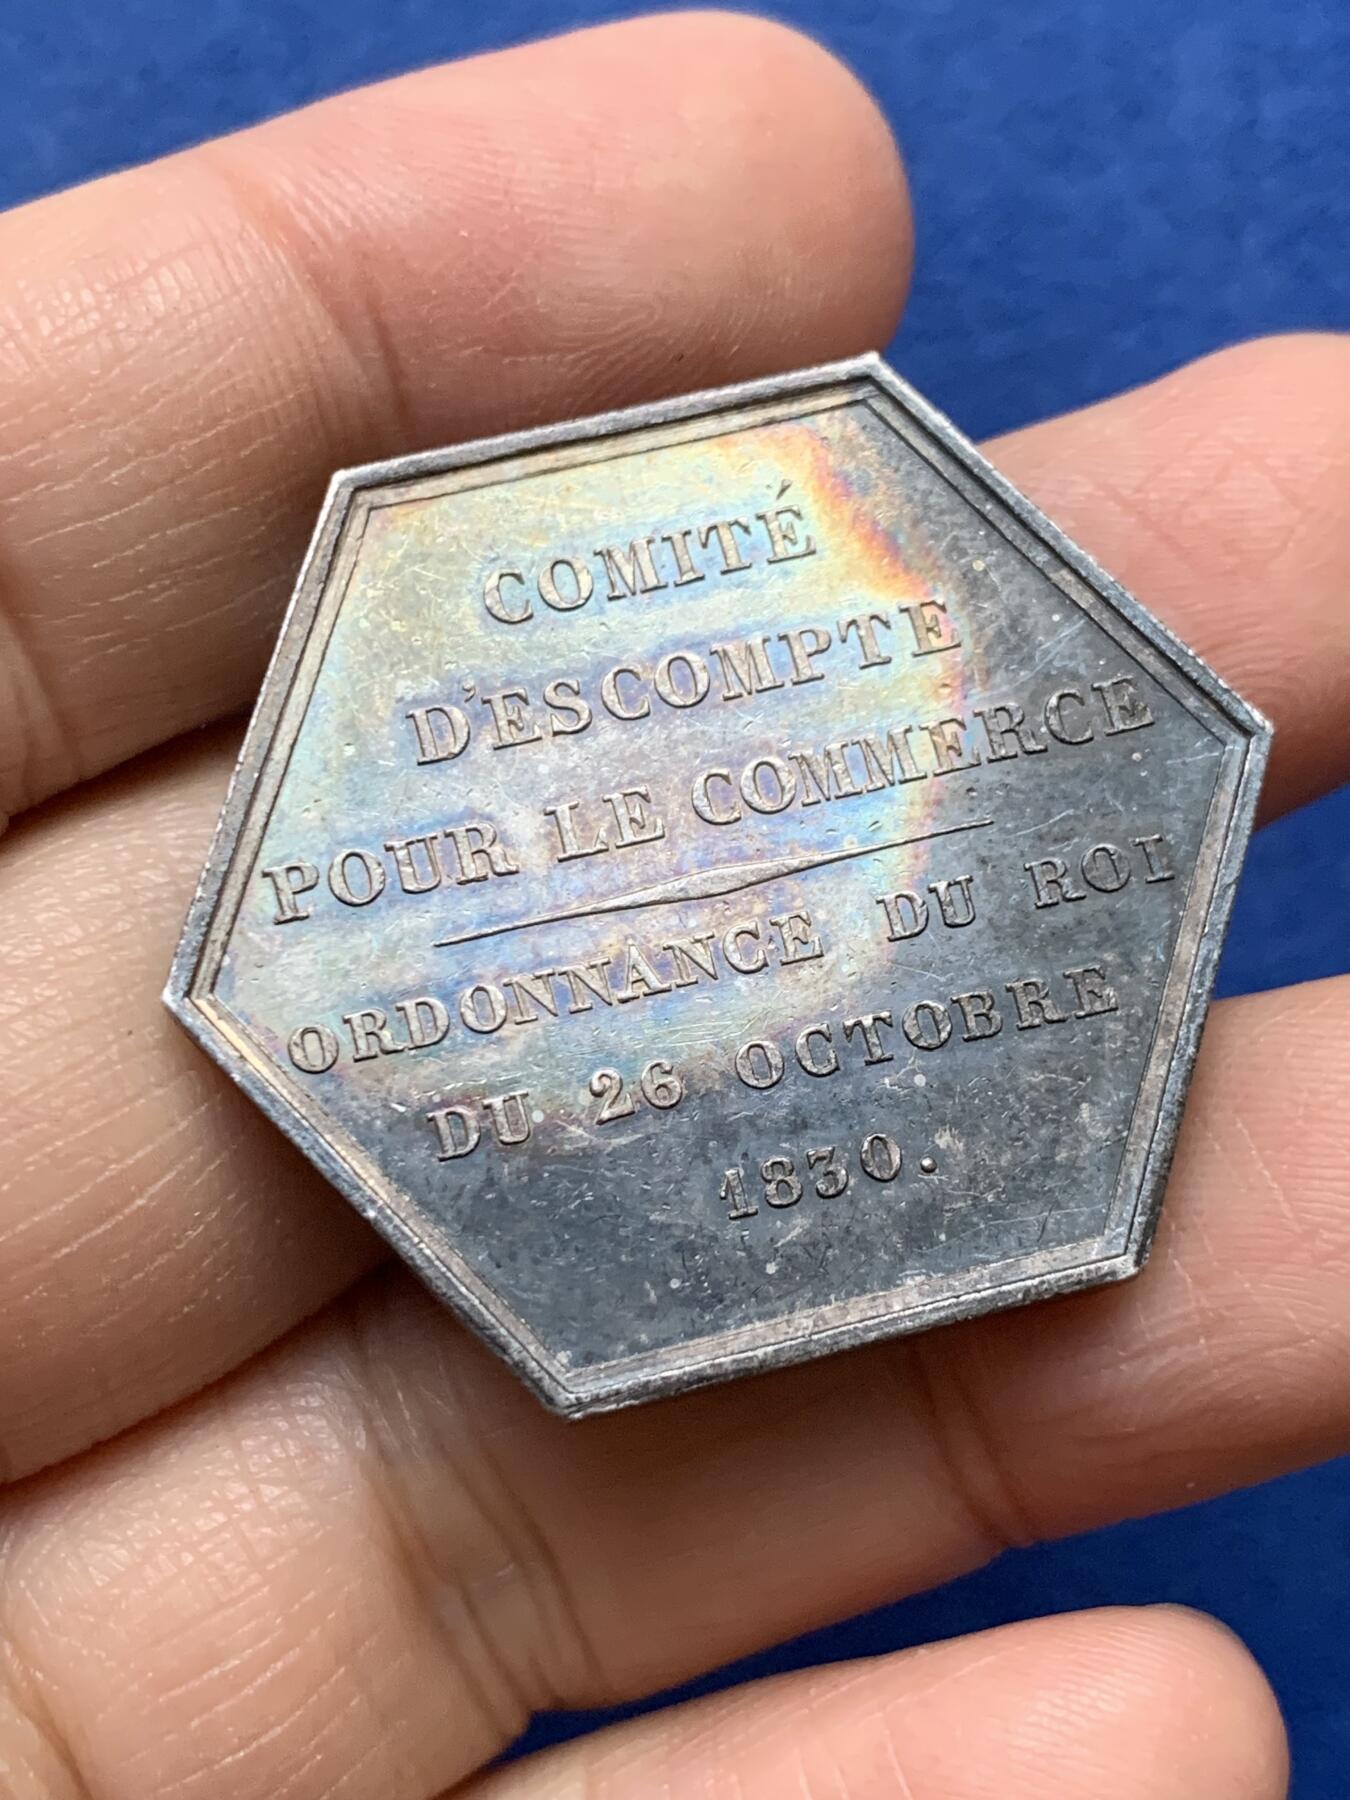 COMITÉ
D'ESCOMPTE
POUR LE COMMERCE
ORDONNANCE DU ROI
DU 26 OCTOBRE
1830.